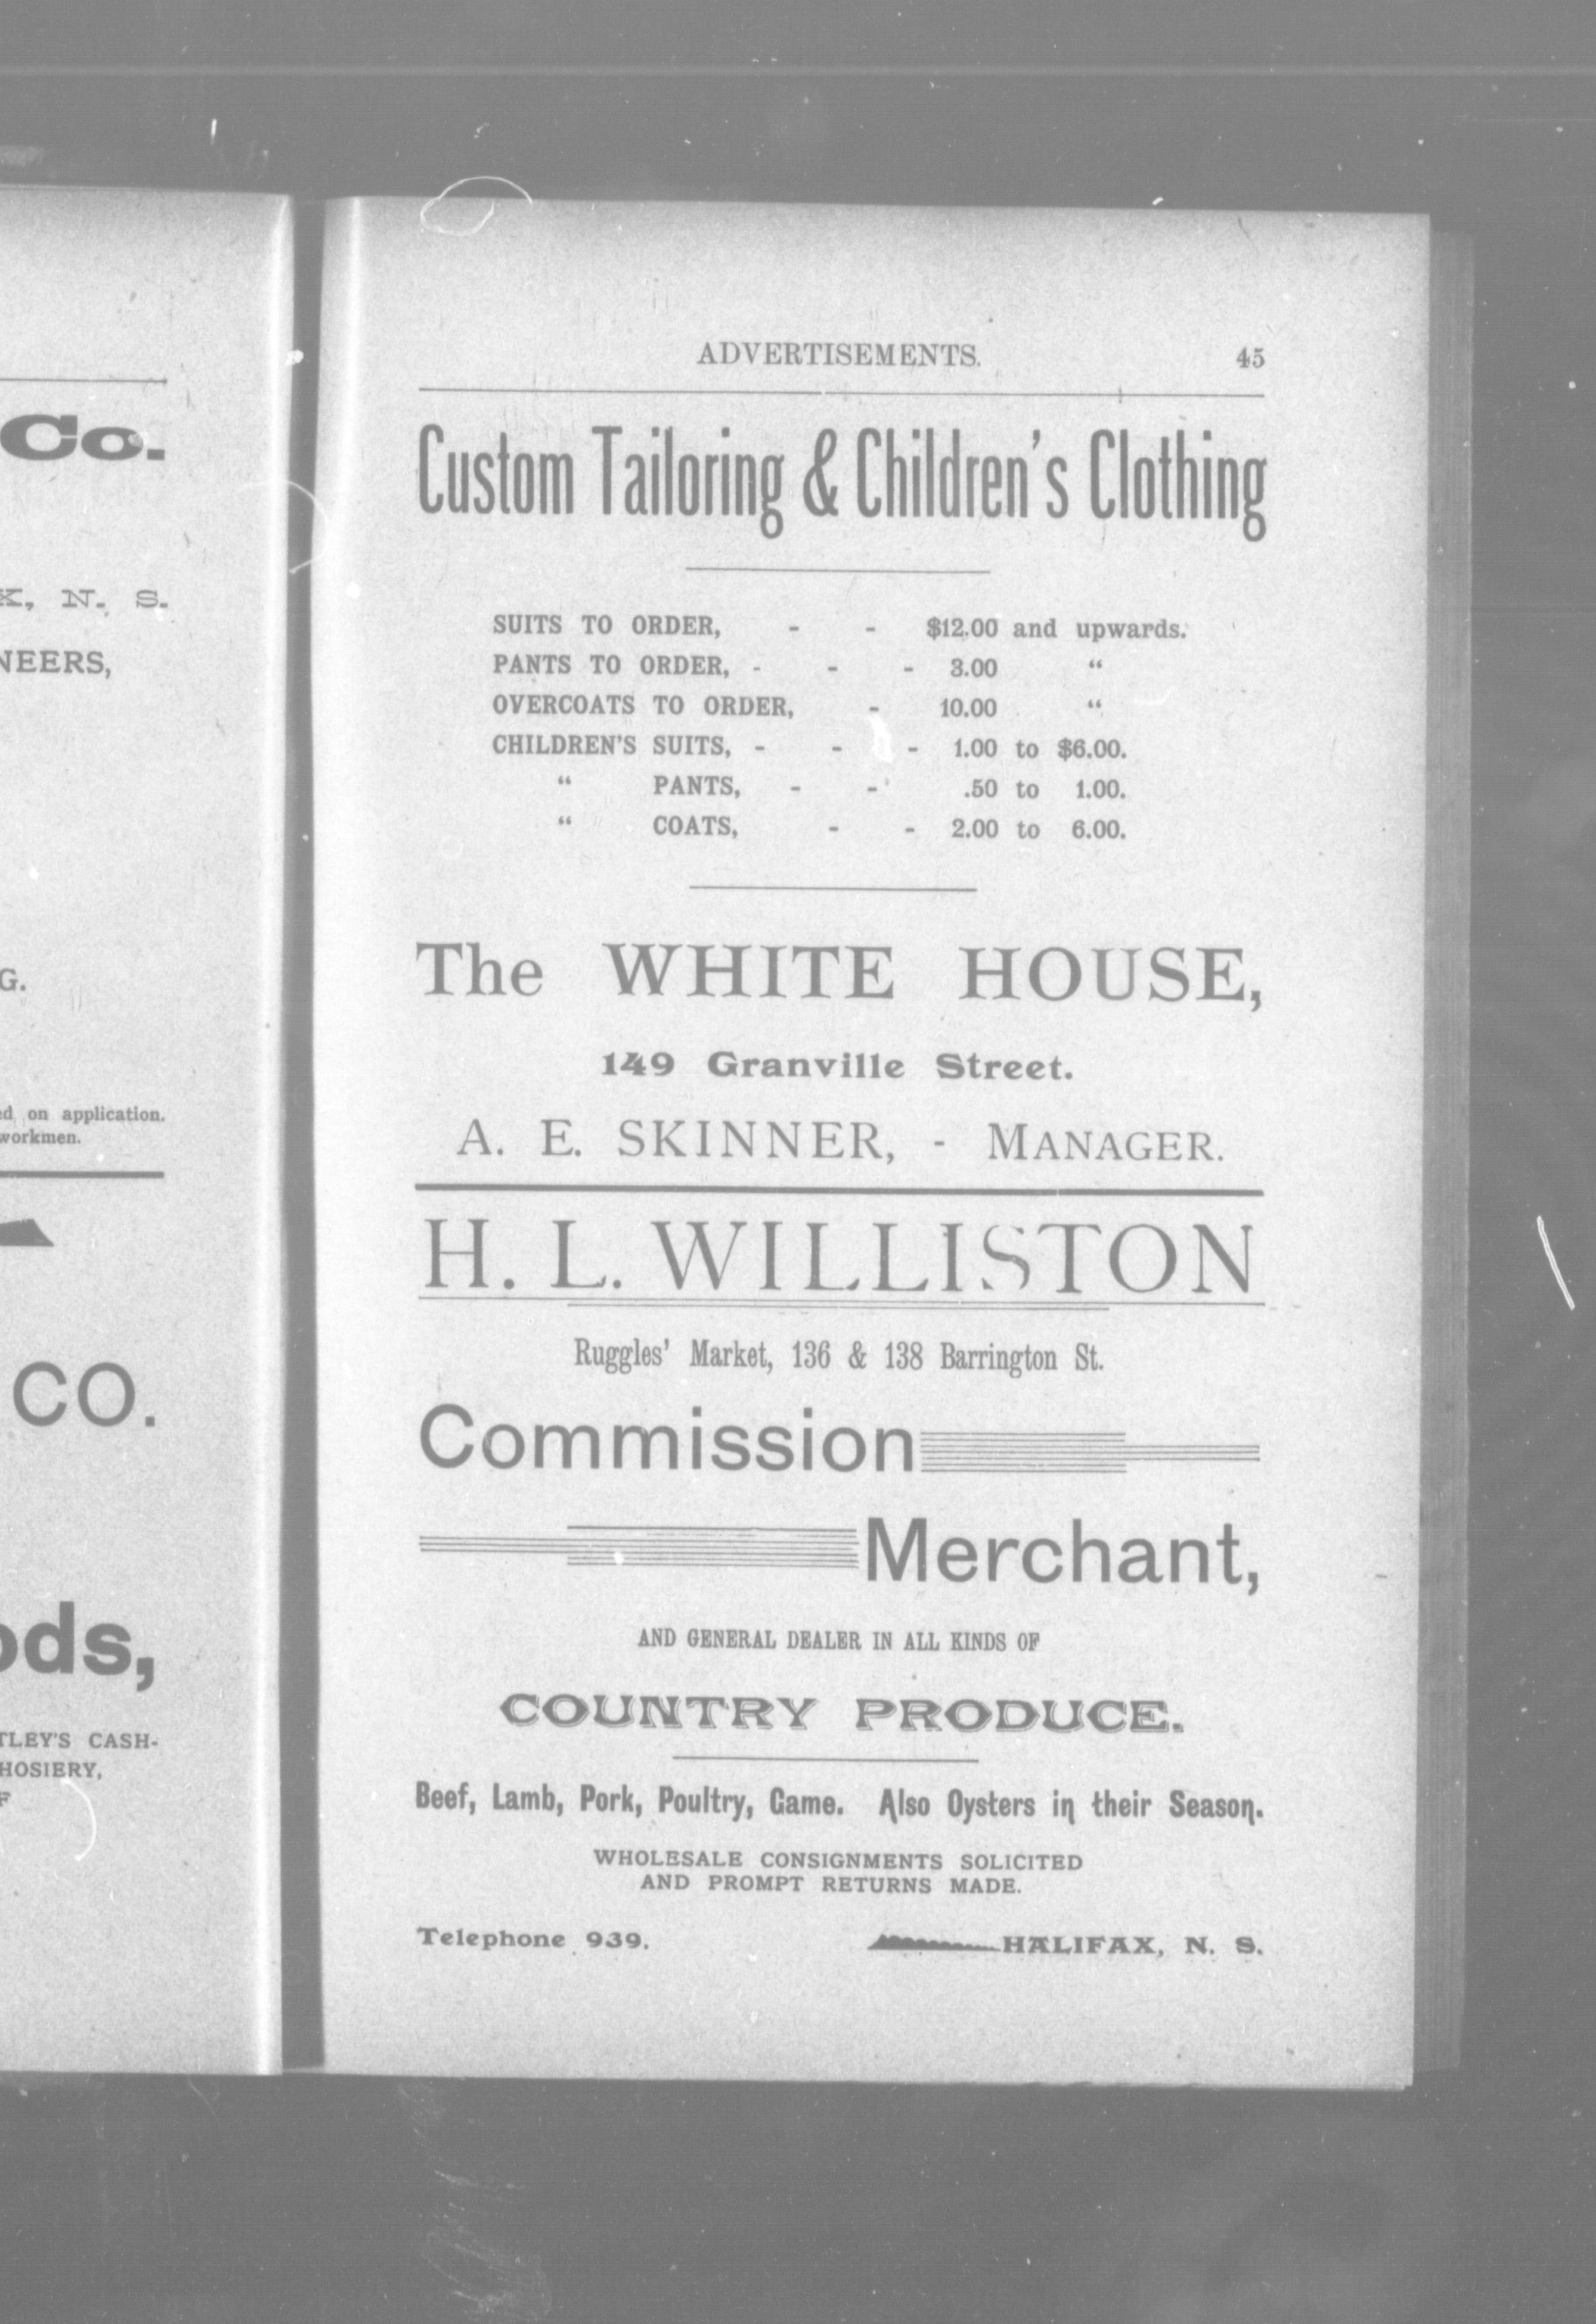 Co.
N. S.
NEERS,
G.
on application.
workmen.
CO.
ods,
TLEY'S CASH-
HOSIERY,
F
ADVERTISEMENTS. 45
Custom Tailoring & Children's Clothing
SUITS TO ORDER, - - $12.00 and upwards.
PANTS TO ORDER, - - - 3.00 “
OVERCOATS TO ORDER, - 10.00 “
CHILDREN'S SUITS, - - - 1.00 to $6.00.
“ PANTS, - - .50 to 1.00.
“ COATS, - - 2.00 to 6.00.
The WHITE HOUSE,
149 Granville Street.
A. E. SKINNER, - MANAGER.
H. L. WILLISTON
Ruggles' Market, 136 & 138 Barrington St.
Commission
Merchant,
AND GENERAL DEALER IN ALL KINDS OF
COUNTRY PRODUCE.
Beef, Lamb, Pork, Poultry, Game. Also Oysters in their Season.
WHOLESALE CONSIGNMENTS SOLICITED
AND PROMPT RETURNS MADE.
Telephone 939. HALIFAX, N. S.